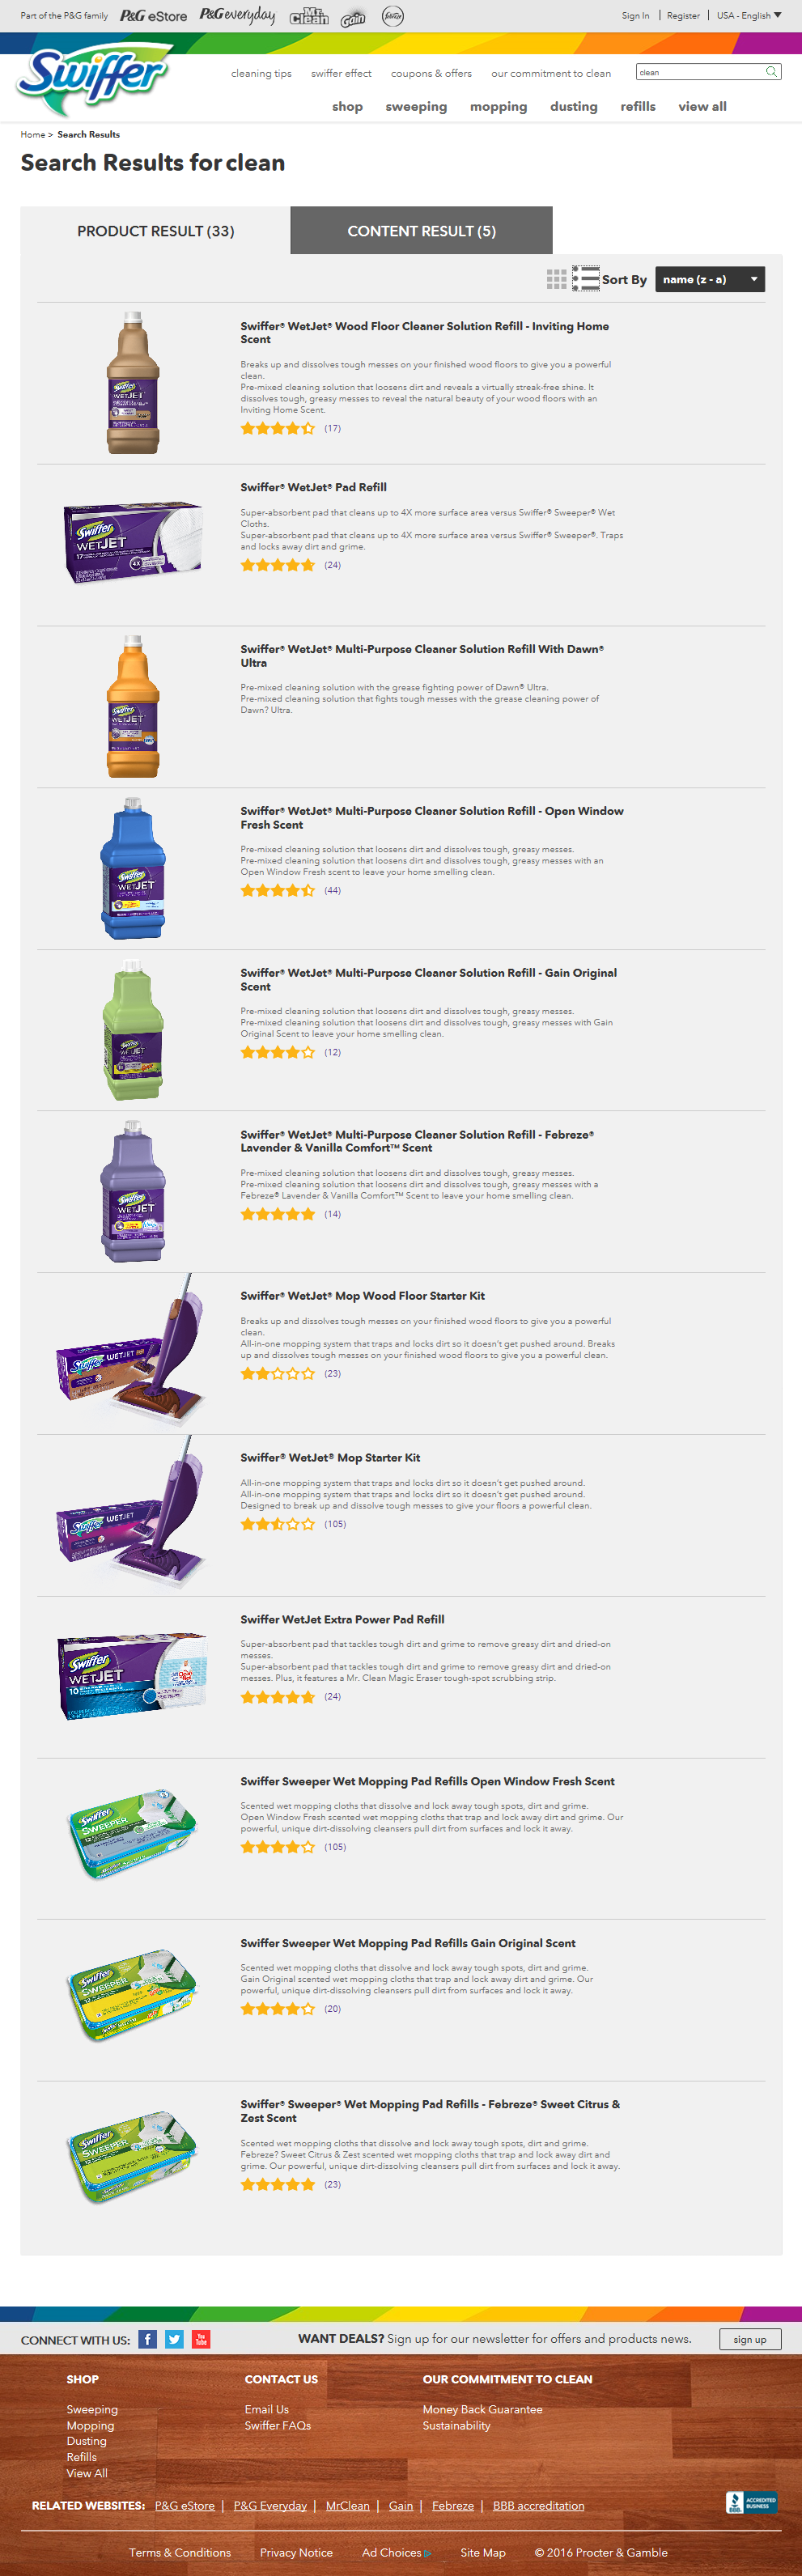 Part of the P&G family P&G eStore P&G everyday Mr. Clean Gain febreze Sign In | Register | USA - English
Swiffer
cleaning tips swiffer effect coupons & offers our commitment to clean clean
shop sweeping mopping dusting refills view all
Home > Search Results
Search Results for clean
PRODUCT RESULT (33) CONTENT RESULT (5)
Sort By name (z - a)
Swiffer® WetJet® Wood Floor Cleaner Solution Refill - Inviting Home
Scent
Breaks up and dissolves tough messes on your finished wood floors to give you a powerful
clean.
Pre-mixed cleaning solution that loosens dirt and reveals a virtually streak-free shine. It
dissolves tough, greasy messes to reveal the natural beauty of your wood floors with an
Inviting Home Scent.
(17)
Swiffer
WETJET
Swiffer® WetJet® Pad Refill
Super-absorbent pad that cleans up to 4X more surface area versus Swiffer® Sweeper® Wet
Cloths.
Super-absorbent pad that cleans up to 4X more surface area versus Swiffer® Sweeper®. Traps
and locks away dirt and grime.
(24)
Swiffer
WETJET
17
4X
Swiffer® WetJet® Multi-Purpose Cleaner Solution Refill With Dawn®
Ultra
Pre-mixed cleaning solution with the grease fighting power of Dawn® Ultra.
Pre-mixed cleaning solution that fights tough messes with the grease cleaning power of
Dawn? Ultra.
Swiffer
WETJET
Swiffer® WetJet® Multi-Purpose Cleaner Solution Refill - Open Window
Fresh Scent
Pre-mixed cleaning solution that loosens dirt and dissolves tough, greasy messes.
Pre-mixed cleaning solution that loosens dirt and dissolves tough, greasy messes with an
Open Window Fresh scent to leave your home smelling clean.
(44)
Swiffer
WETJET
Swiffer® WetJet® Multi-Purpose Cleaner Solution Refill - Gain Original
Scent
Pre-mixed cleaning solution that loosens dirt and dissolves tough, greasy messes.
Pre-mixed cleaning solution that loosens dirt and dissolves tough, greasy messes with Gain
Original Scent to leave your home smelling clean.
(12)
Swiffer
WETJET
Swiffer® WetJet® Multi-Purpose Cleaner Solution Refill - Febreze®
Lavender & Vanilla Comfort™ Scent
Pre-mixed cleaning solution that loosens dirt and dissolves tough, greasy messes.
Pre-mixed cleaning solution that loosens dirt and dissolves tough, greasy messes with a
Febreze® Lavender & Vanilla Comfort™ Scent to leave your home smelling clean.
(14)
Swiffer
WETJET
Swiffer® WetJet® Mop Wood Floor Starter Kit
Breaks up and dissolves tough messes on your finished wood floors to give you a powerful
clean.
All-in-one mopping system that traps and locks dirt so it doesn't get pushed around. Breaks
up and dissolves tough messes on your finished wood floors to give you a powerful clean.
(23)
Swiffer WETJET
Swiffer® WetJet® Mop Starter Kit
All-in-one mopping system that traps and locks dirt so it doesn't get pushed around.
All-in-one mopping system that traps and locks dirt so it doesn't get pushed around.
Designed to break up and dissolve tough messes to give your floors a powerful clean.
(105)
Swiffer WETJET
Swiffer WetJet Extra Power Pad Refill
Super-absorbent pad that tackles tough dirt and grime to remove greasy dirt and dried-on
messes.
Super-absorbent pad that tackles tough dirt and grime to remove greasy dirt and dried-on
messes. Plus, it features a Mr. Clean Magic Eraser tough-spot scrubbing strip.
(24)
Swiffer
WETJET
10
Swiffer Sweeper Wet Mopping Pad Refills Open Window Fresh Scent
Scented wet mopping cloths that dissolve and lock away tough spots, dirt and grime.
Open Window Fresh scented wet mopping cloths that trap and lock away dirt and grime. Our
powerful, unique dirt-dissolving cleansers pull dirt from surfaces and lock it away.
(105)
Swiffer
SWEEPER
Swiffer Sweeper Wet Mopping Pad Refills Gain Original Scent
Scented wet mopping cloths that dissolve and lock away tough spots, dirt and grime.
Gain Original scented wet mopping cloths that trap and lock away dirt and grime. Our
powerful, unique dirt-dissolving cleansers pull dirt from surfaces and lock it away.
(20)
Swiffer
SWEEPER
Swiffer® Sweeper® Wet Mopping Pad Refills - Febreze® Sweet Citrus &
Zest Scent
Scented wet mopping cloths that dissolve and lock away tough spots, dirt and grime.
Febreze? Sweet Citrus & Zest scented wet mopping cloths that trap and lock away dirt and
grime. Our powerful, unique dirt-dissolving cleansers pull dirt from surfaces and lock it away.
(23)
Swiffer
SWEEPER
CONNECT WITH US: f You Tube WANT DEALS? Sign up for our newsletter for offers and products news. sign up
SHOP CONTACT US OUR COMMITMENT TO CLEAN
Sweeping Email Us Money Back Guarantee
Mopping Swiffer FAQs Sustainability
Dusting
Refills
View All
RELATED WEBSITES: P&G eStore | P&G Everyday | MrClean | Gain | Febreze | BBB accreditation
BBB ACCREDITED BUSINESS
Terms & Conditions Privacy Notice Ad Choices Site Map © 2016 Procter & Gamble